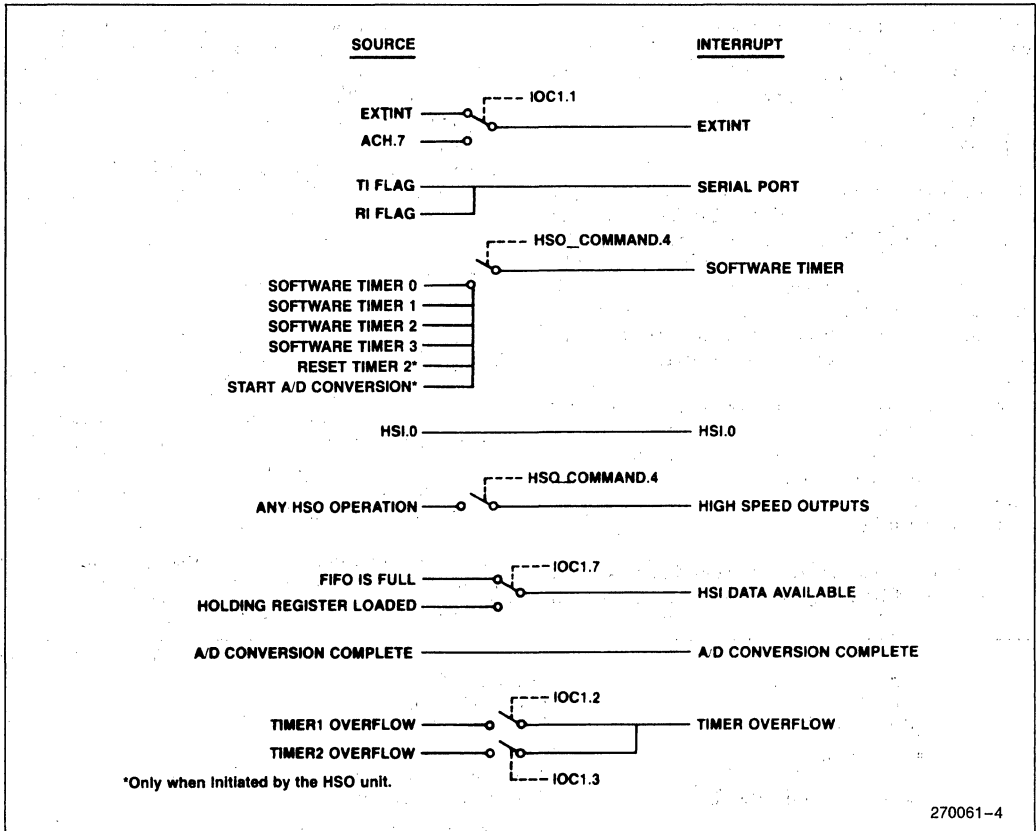 SOURCE INTERRUPT
IOC1.1
EXTINT EXTINT
ACH.7
TI FLAG SERIAL PORT
RI FLAG
HSO_COMMAND.4
SOFTWARE TIMER
SOFTWARE TIMER 0
SOFTWARE TIMER 1
SOFTWARE TIMER 2
SOFTWARE TIMER 3
RESET TIMER 2*
START A/D CONVERSION*
HSI.0 HSI.0
HSO_COMMAND.4
ANY HSO OPERATION HIGH SPEED OUTPUTS
IOC1.7
FIFO IS FULL
HSI DATA AVAILABLE
HOLDING REGISTER LOADED
A/D CONVERSION COMPLETE A/D CONVERSION COMPLETE
IOC1.2
TIMER1 OVERFLOW TIMER OVERFLOW
TIMER2 OVERFLOW
IOC1.3
*Only when initiated by the HSO unit.
270061-4